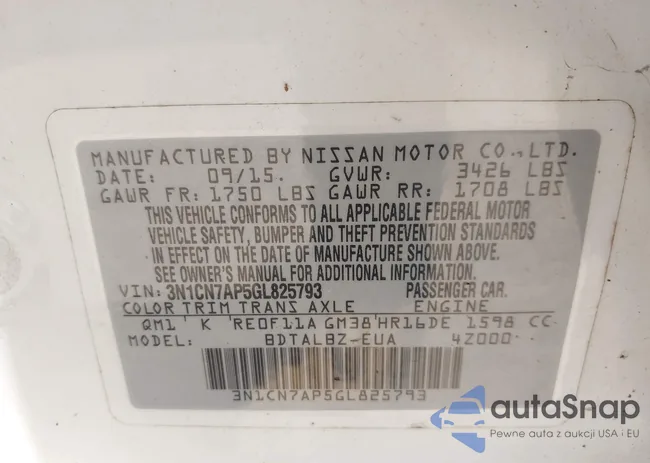 MANUFACTURED BY NISSAN MOTOR CO., LTD.
DATE: 09/15. GVWR: 3426 LBS
GAWR FR: 1750 LBS GAWR RR: 1708 LBS
THIS VEHICLE CONFORMS TO ALL APPLICABLE FEDERAL MOTOR
VEHICLE SAFETY, BUMPER AND THEFT PREVENTION STANDARDS
IN EFFECT ON THE DATE OF MANUFACTURE SHOWN ABOVE.
SEE OWNER'S MANUAL FOR ADDITIONAL INFORMATION.
VIN: 3N1CN7AP5GL825793 PASSENGER CAR.
COLOR TRIM TRANS AXLE ENGINE
QM1' K RE0F11A GM38'HR16DE 1598 CC
MODEL: BDTALBZ-EUA 4Z000
3N1CN7AP5GL825793
autoSnap
Pewne auta z aukcji USA i EU